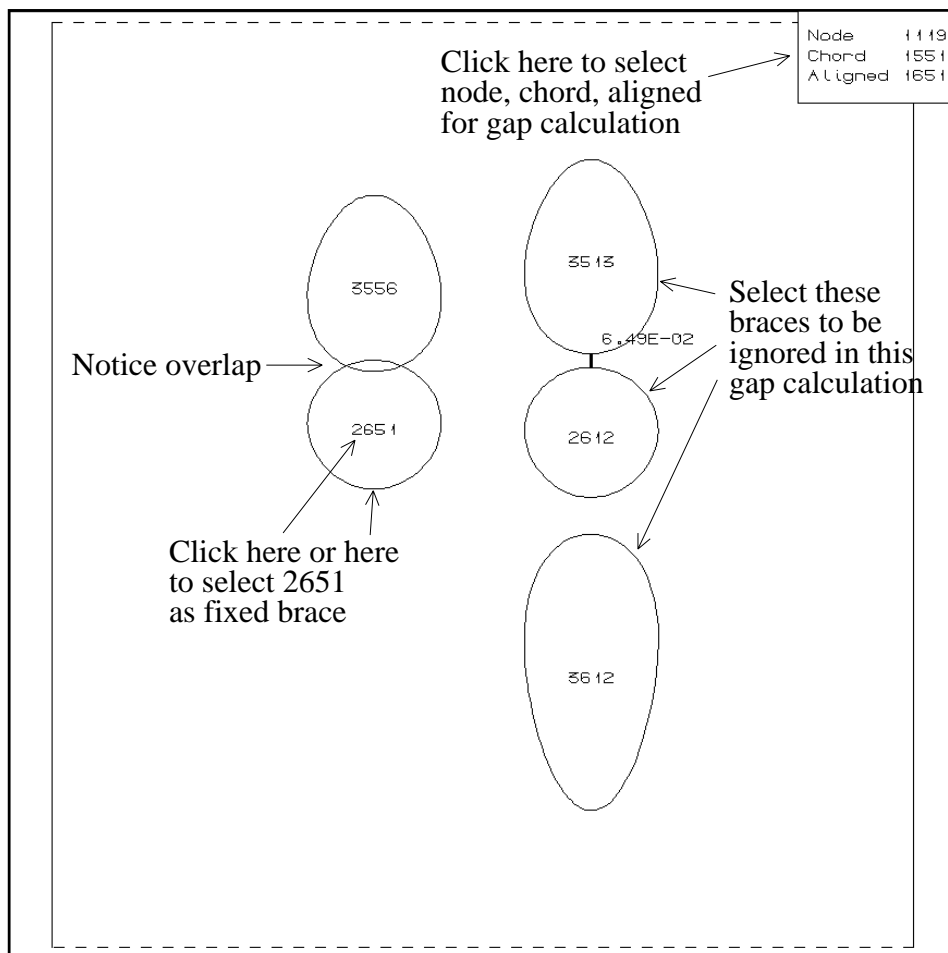 Node 1119
Chord 1551
Aligned 1651
Click here to select
node, chord, aligned
for gap calculation
3513
3556
Select these
braces to be
ignored in this
gap calculation
6.49E-02
Notice overlap
2651
2612
Click here or here
to select 2651
as fixed brace
3612